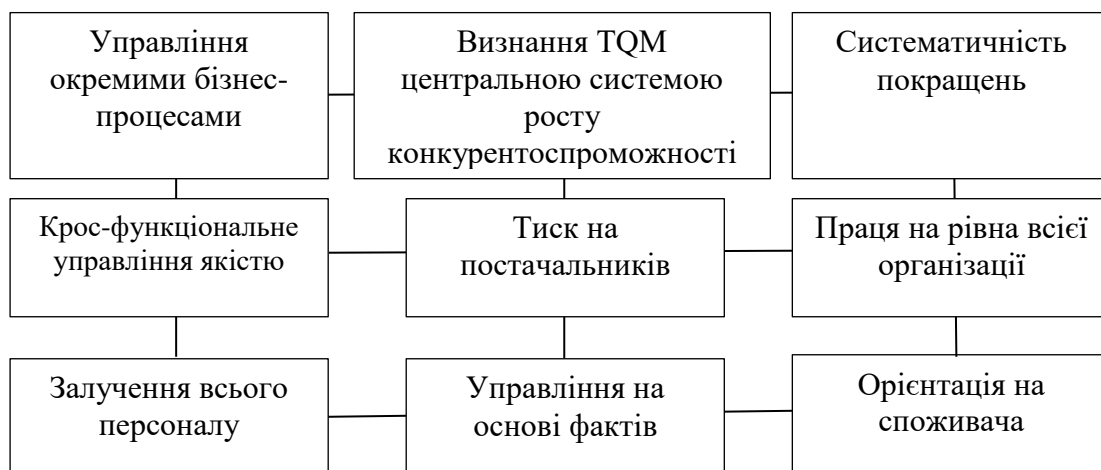 Управління
окремими бізнес-
процесами
Визнання TQM
центральною системою
росту
конкурентоспроможності
Систематичність
покращень
Крос-функціональне
управління якістю
Тиск на
постачальників
Праця на рівна всієї
організації
Залучення всього
персоналу
Управління на
основі фактів
Орієнтація на
споживача